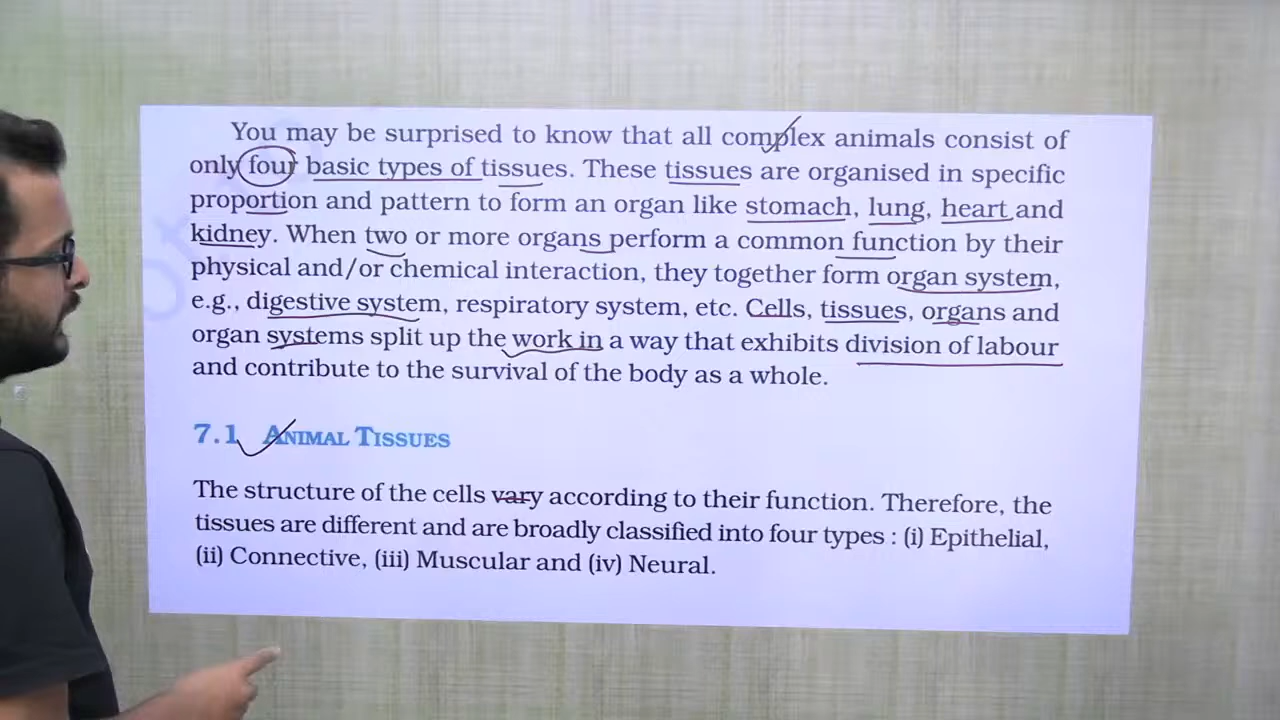 You may be surprised to know that all complex animals consist of
only four basic types of tissues. These tissues are organised in specific
proportion and pattern to form an organ like stomach, lung, heart and
kidney. When two or more organs perform a common function by their
physical and/or chemical interaction, they together form organ system,
e.g., digestive system, respiratory system, etc. Cells, tissues, organs and
organ systems split up the work in a way that exhibits division of labour
and contribute to the survival of the body as a whole.
7.1 ANIMAL TISSUES
The structure of the cells vary according to their function. Therefore, the
tissues are different and are broadly classified into four types : (i) Epithelial,
(ii) Connective, (iii) Muscular and (iv) Neural.